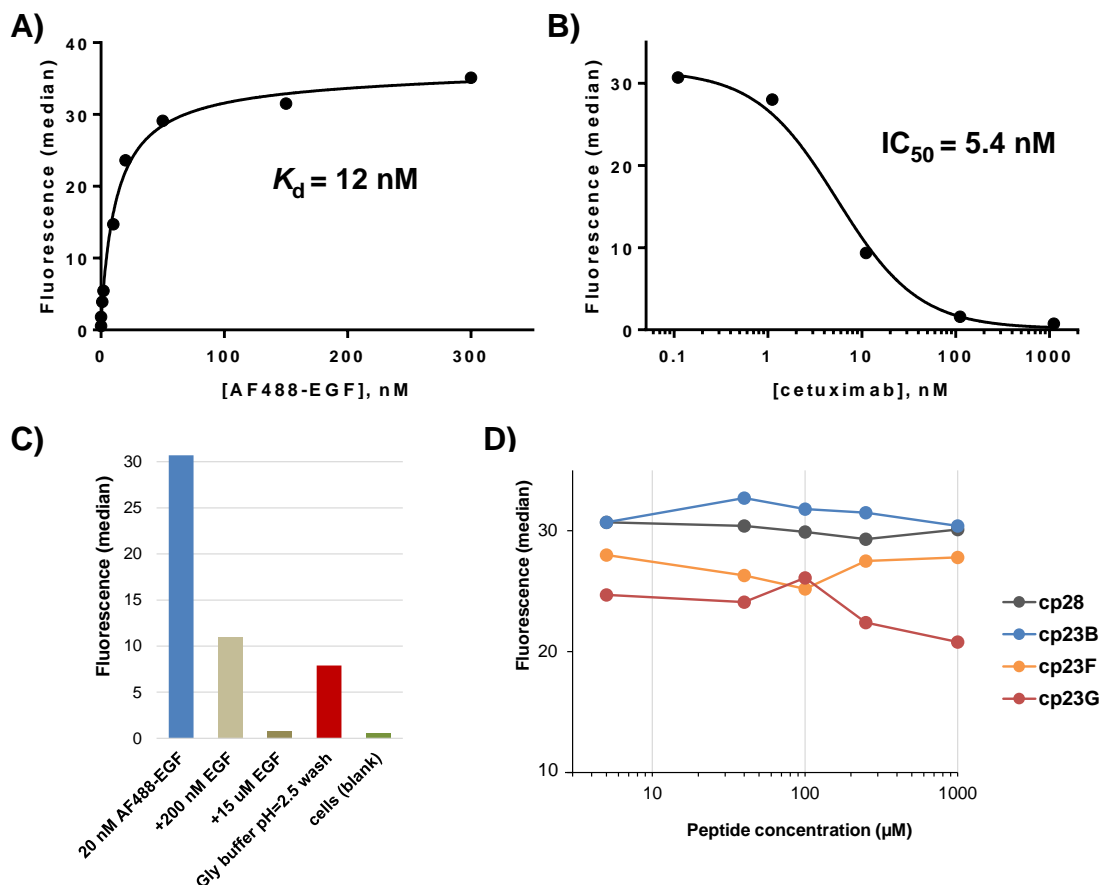 A)
Fluorescence (median)
40
30
20
10
0
0
100
200
300
[AF488-EGF], nM
Kd = 12 nM
B)
Fluorescence (median)
30
20
10
0
0.1
1
10
100
1000
[cetuximab], nM
IC50 = 5.4 nM
C)
Fluorescence (median)
30
25
20
15
10
5
0
20 nM AF488-EGF
+200 nM EGF
+15 uM EGF
Gly buffer pH=2.5 wash
cells (blank)
D)
Fluorescence (median)
30
20
10
10
100
1000
Peptide concentration (µM)
cp28
cp23B
cp23F
cp23G